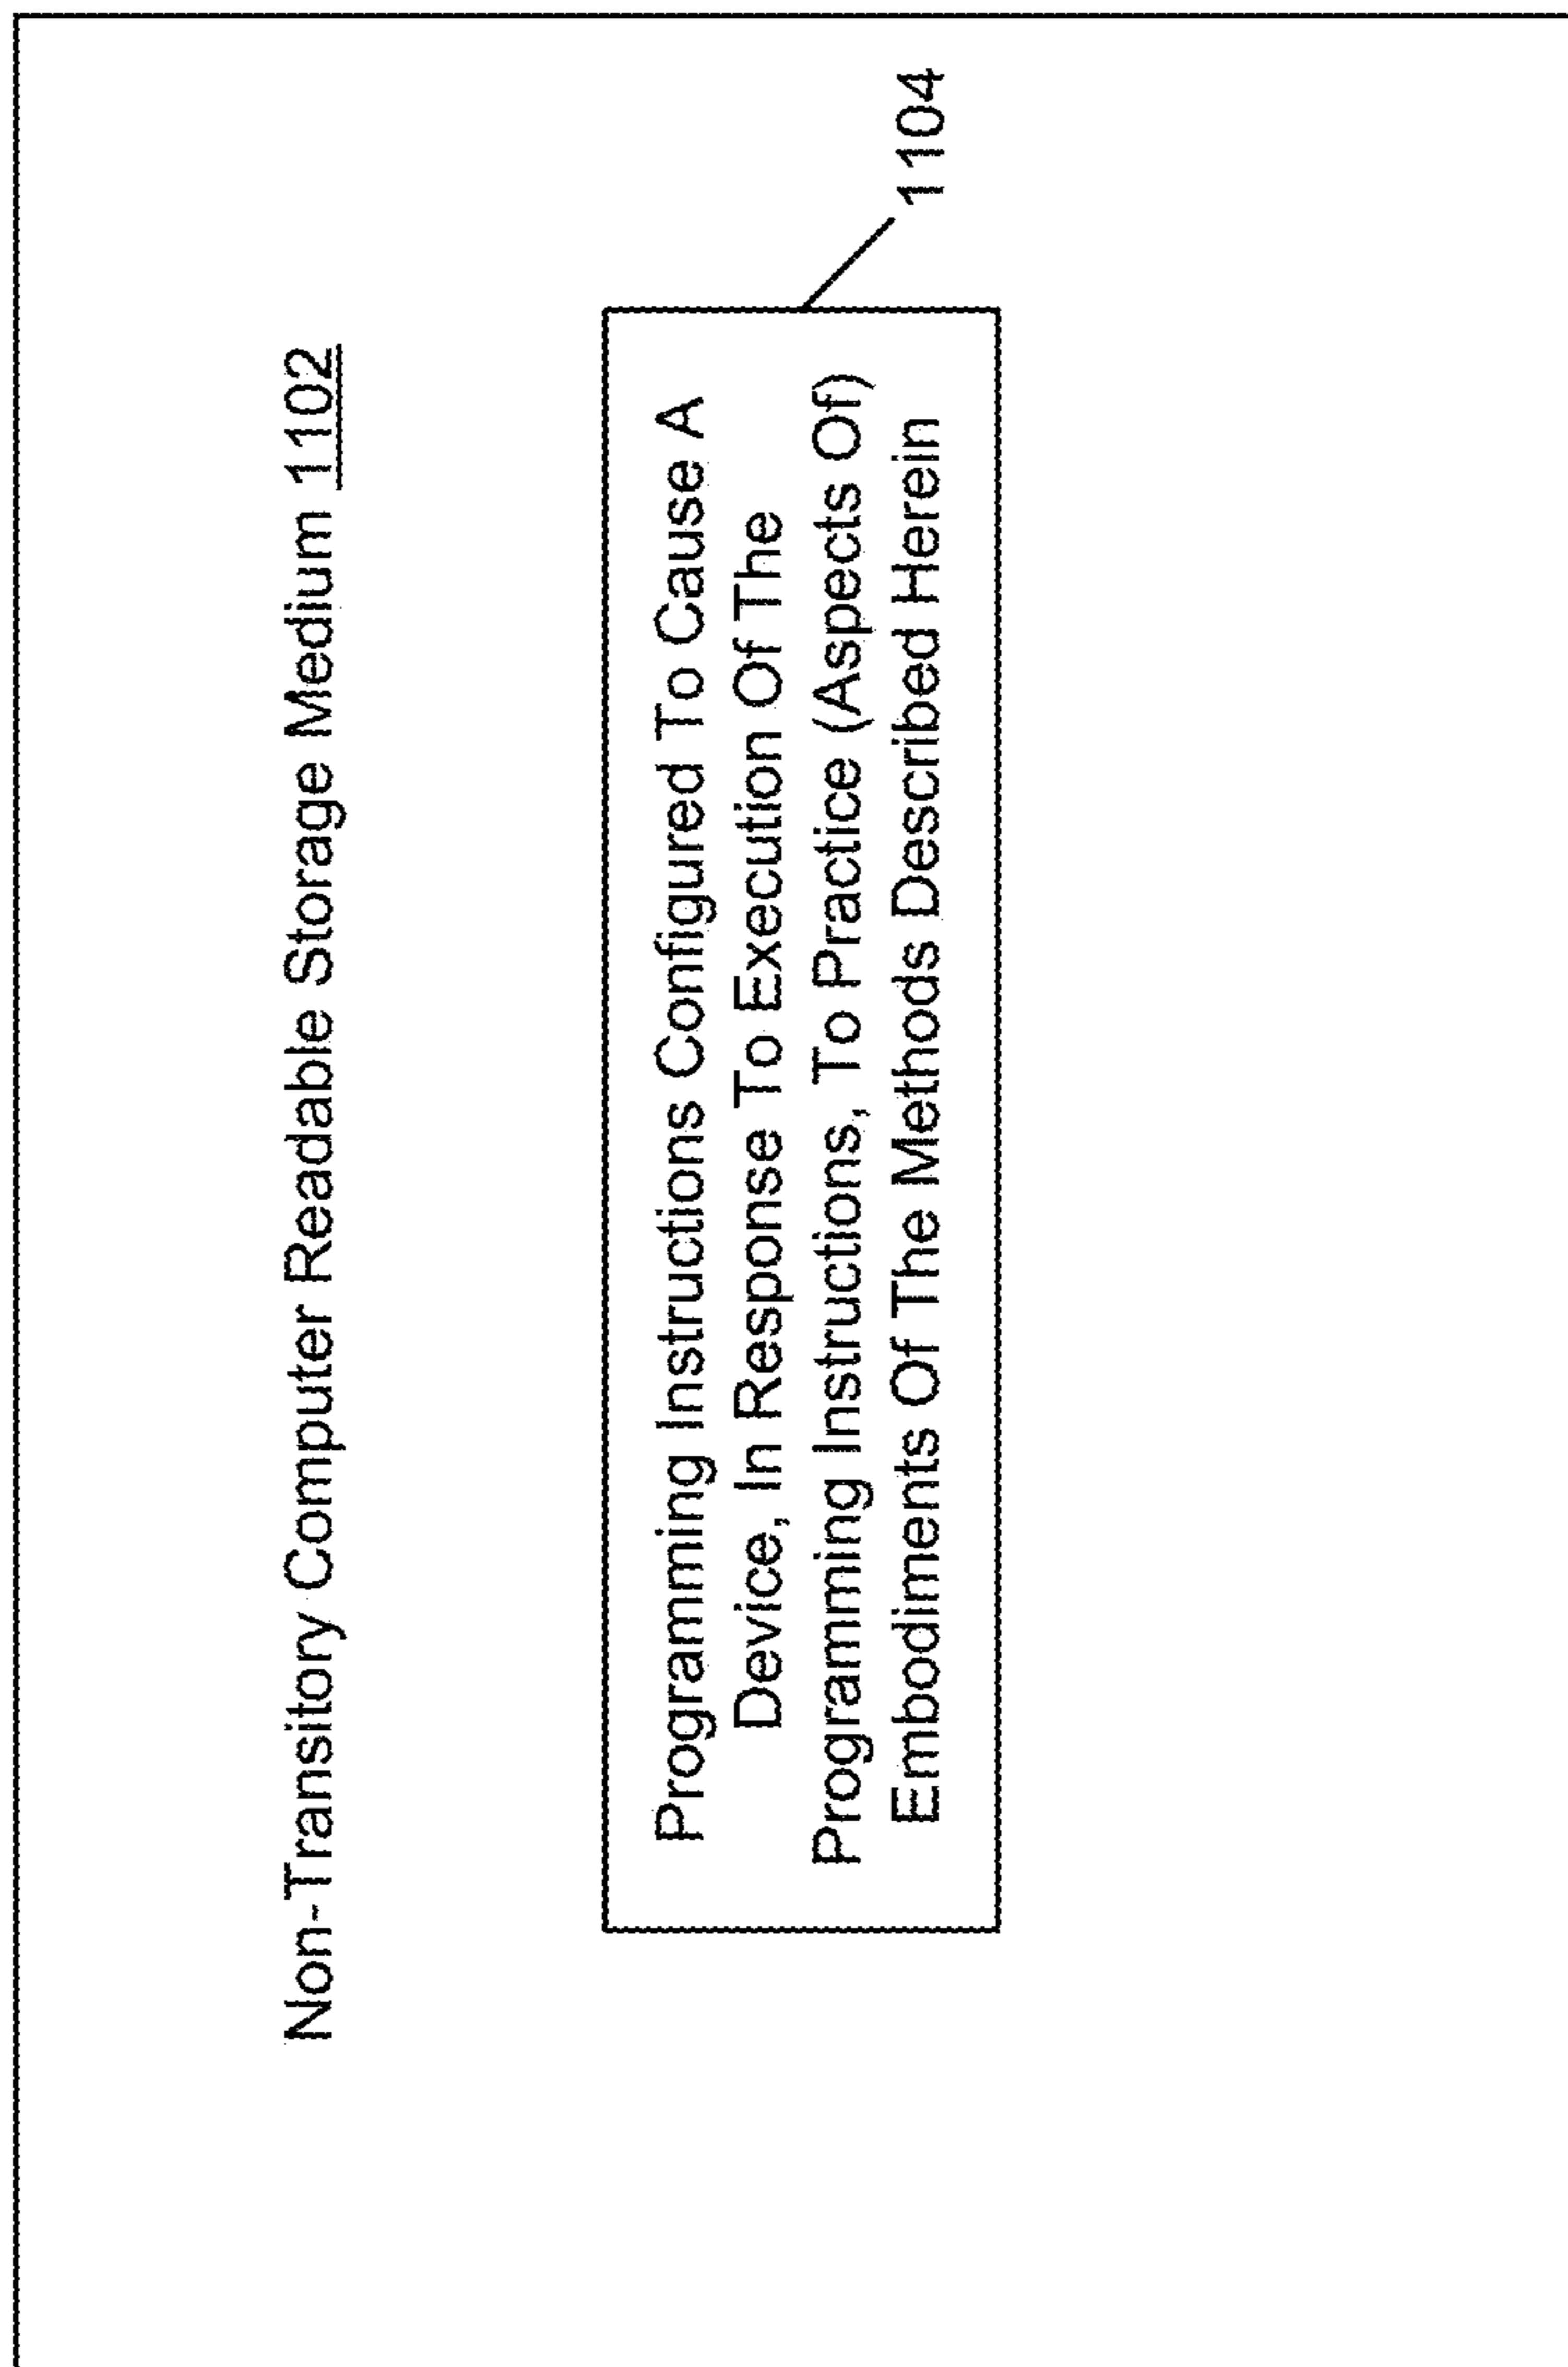 Non-Transitory Computer Readable Storage Medium 1102
Programming Instructions Configured To Cause A
Device, In Response To Execution Of The
Programming Instructions, To Practice (Aspects Of)
Embodiments Of The Methods Described Herein
1104